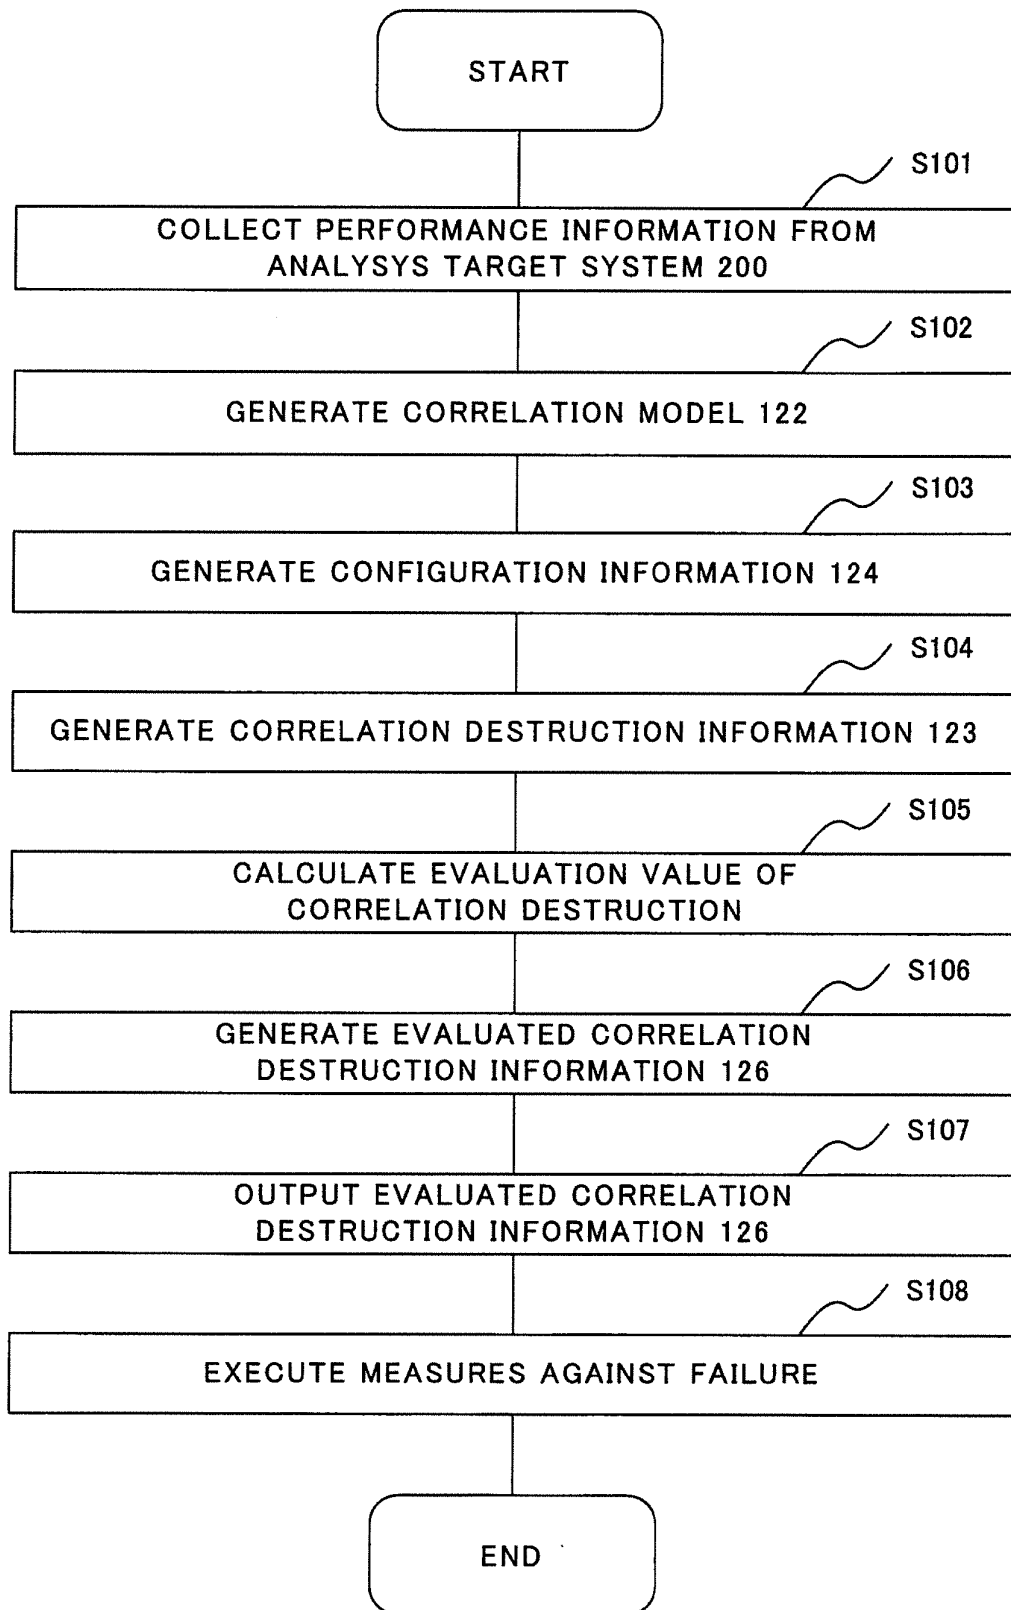 START
S101
COLLECT PERFORMANCE INFORMATION FROM
ANALYSYS TARGET SYSTEM 200
S102
GENERATE CORRELATION MODEL 122
S103
GENERATE CONFIGURATION INFORMATION 124
S104
GENERATE CORRELATION DESTRUCTION INFORMATION 123
S105
CALCULATE EVALUATION VALUE OF
CORRELATION DESTRUCTION
S106
GENERATE EVALUATED CORRELATION
DESTRUCTION INFORMATION 126
S107
OUTPUT EVALUATED CORRELATION
DESTRUCTION INFORMATION 126
S108
EXECUTE MEASURES AGAINST FAILURE
END